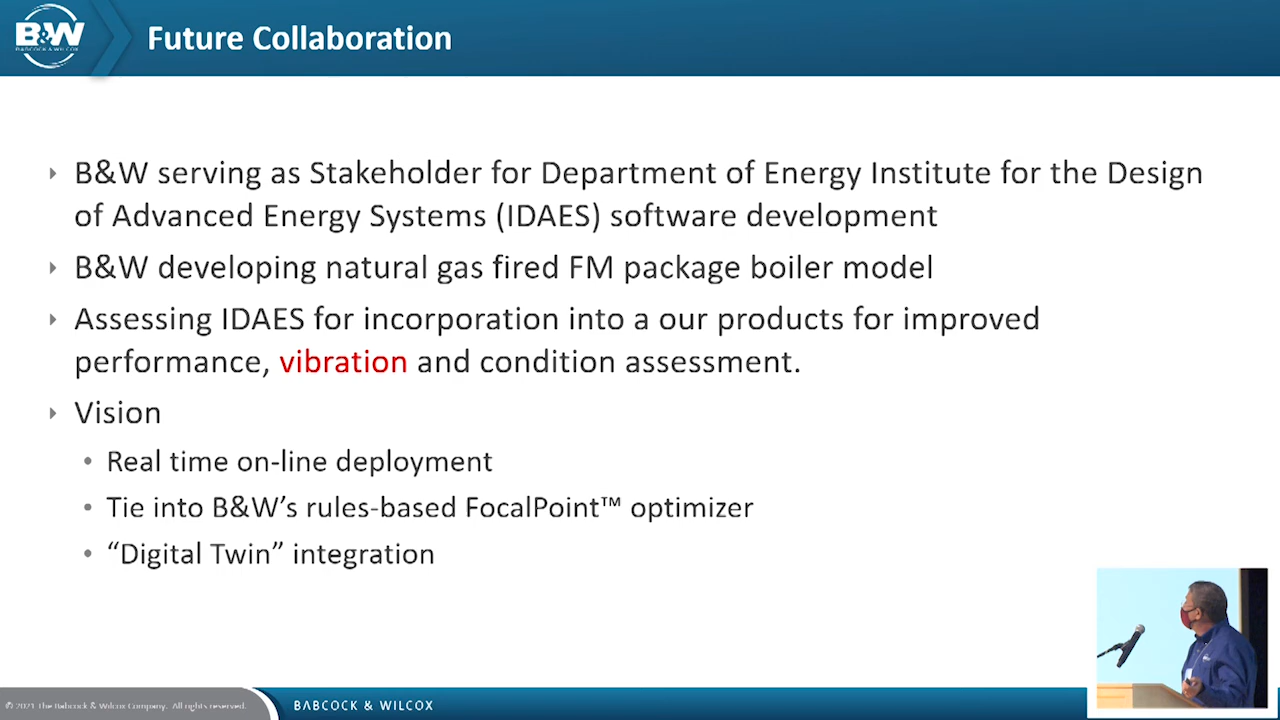 B&W
BABCOCK & WILCOX
Future Collaboration
B&W serving as Stakeholder for Department of Energy Institute for the Design
of Advanced Energy Systems (IDAES) software development
B&W developing natural gas fired FM package boiler model
Assessing IDAES for incorporation into a our products for improved
performance, vibration and condition assessment.
Vision
Real time on-line deployment
Tie into B&W’s rules-based FocalPoint™ optimizer
“Digital Twin” integration
© 2021 The Babcock & Wilcox Company. All rights reserved.
BABCOCK & WILCOX